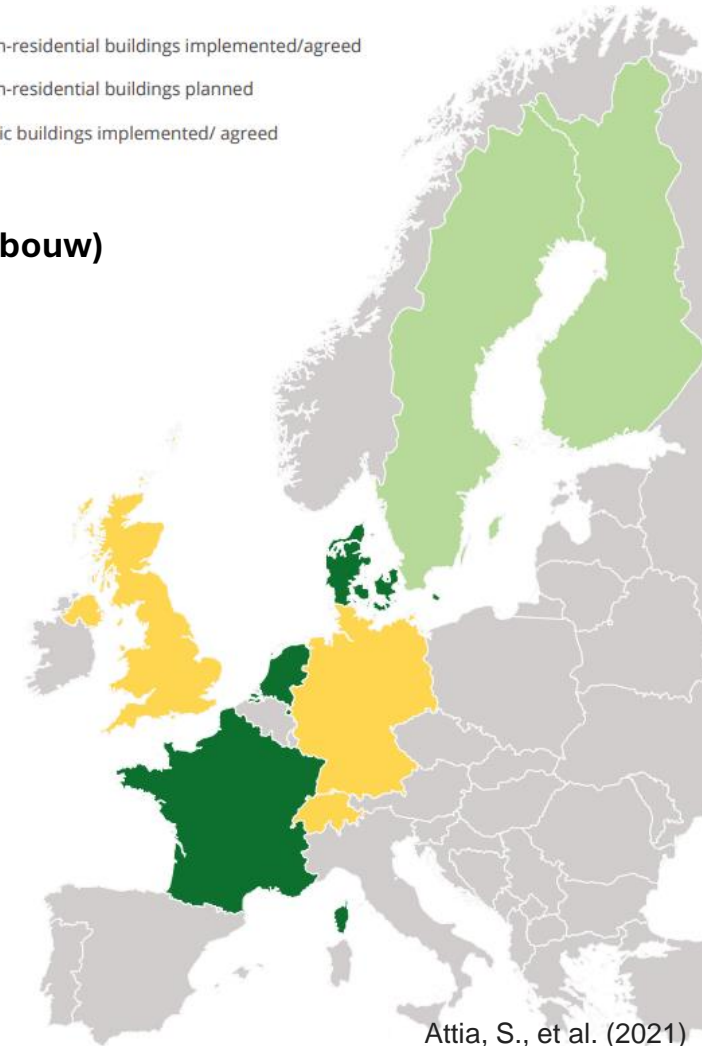 n-residential buildings implemented/agreed
n-residential buildings planned
ic buildings implemented/ agreed
bouw)
Attia, S., et al. (2021)